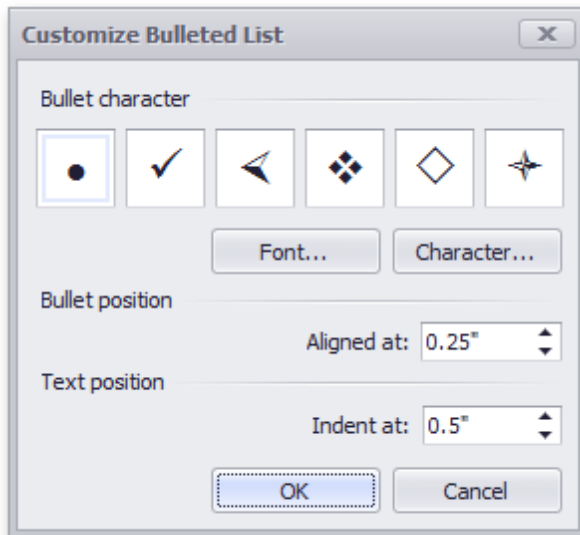 Customize Bulleted List
Bullet character
Font...
Character...
Bullet position
Aligned at: 0.25"
Text position
Indent at: 0.5"
OK
Cancel